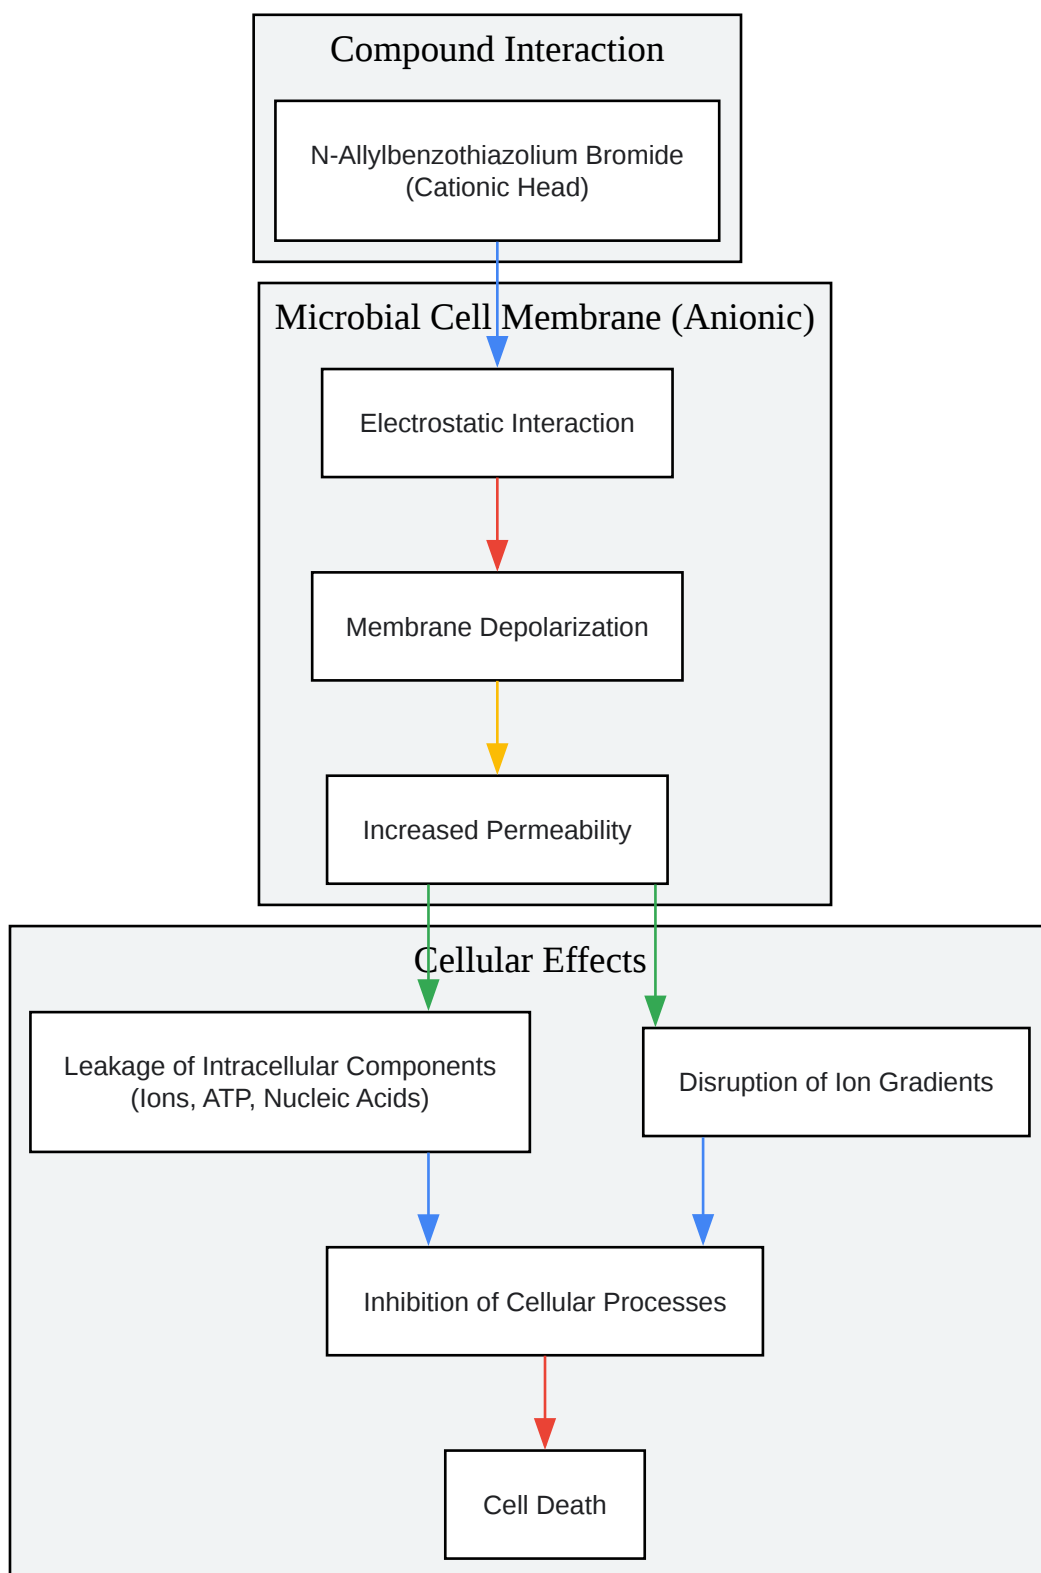 Compound Interaction
N-Allylbenzothiazolium Bromide
(Cationic Head)
Microbial Cell Membrane (Anionic)
Electrostatic Interaction
Membrane Depolarization
Increased Permeability
Cellular Effects
Leakage of Intracellular Components
(Ions, ATP, Nucleic Acids)
Disruption of Ion Gradients
Inhibition of Cellular Processes
Cell Death